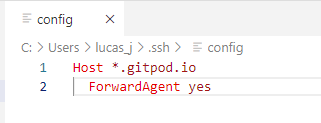 config
C: > Users > lucas_j > .ssh > config
1 Host *.gitpod.io
2 ForwardAgent yes